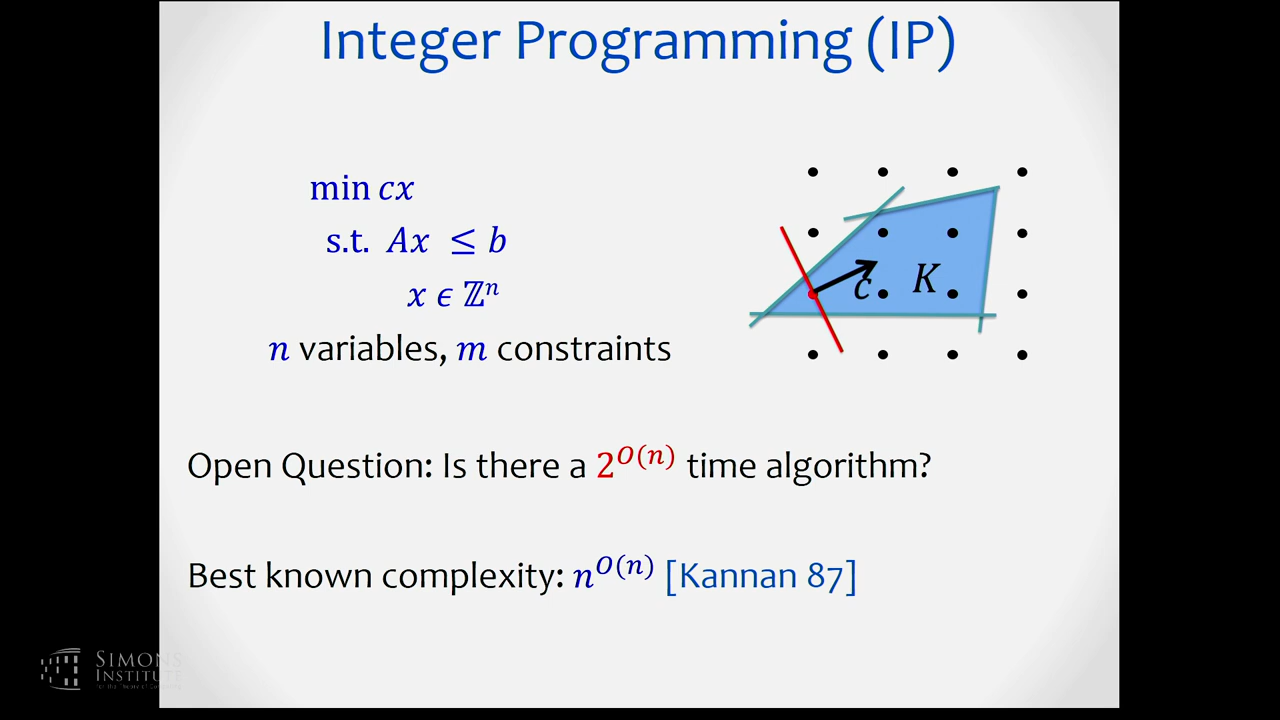 Integer Programming (IP)
min cx
s.t. Ax ≤ b
x ϵ ℤⁿ
n variables, m constraints
c
K
Open Question: Is there a 2^{O(n)} time algorithm?
Best known complexity: n^{O(n)} [Kannan 87]
SIMONS
INSTITUTE